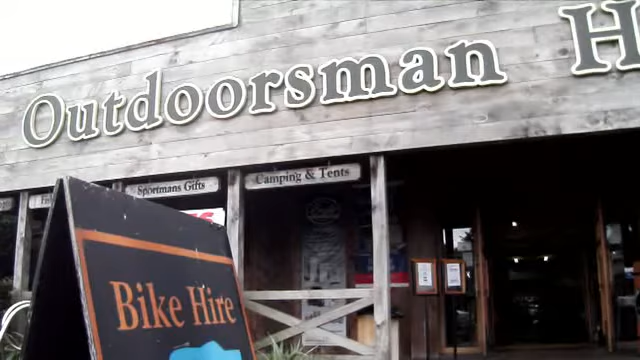 Outdoorsman H
Sportmans Gifts
Camping & Tents
Bike Hire